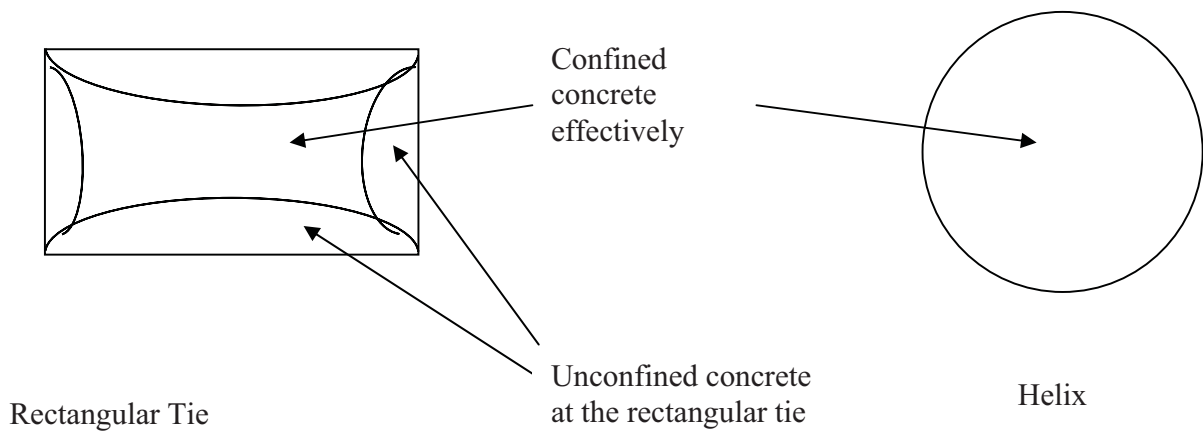 Confined
concrete
effectively
Unconfined concrete
at the rectangular tie
Rectangular Tie
Helix